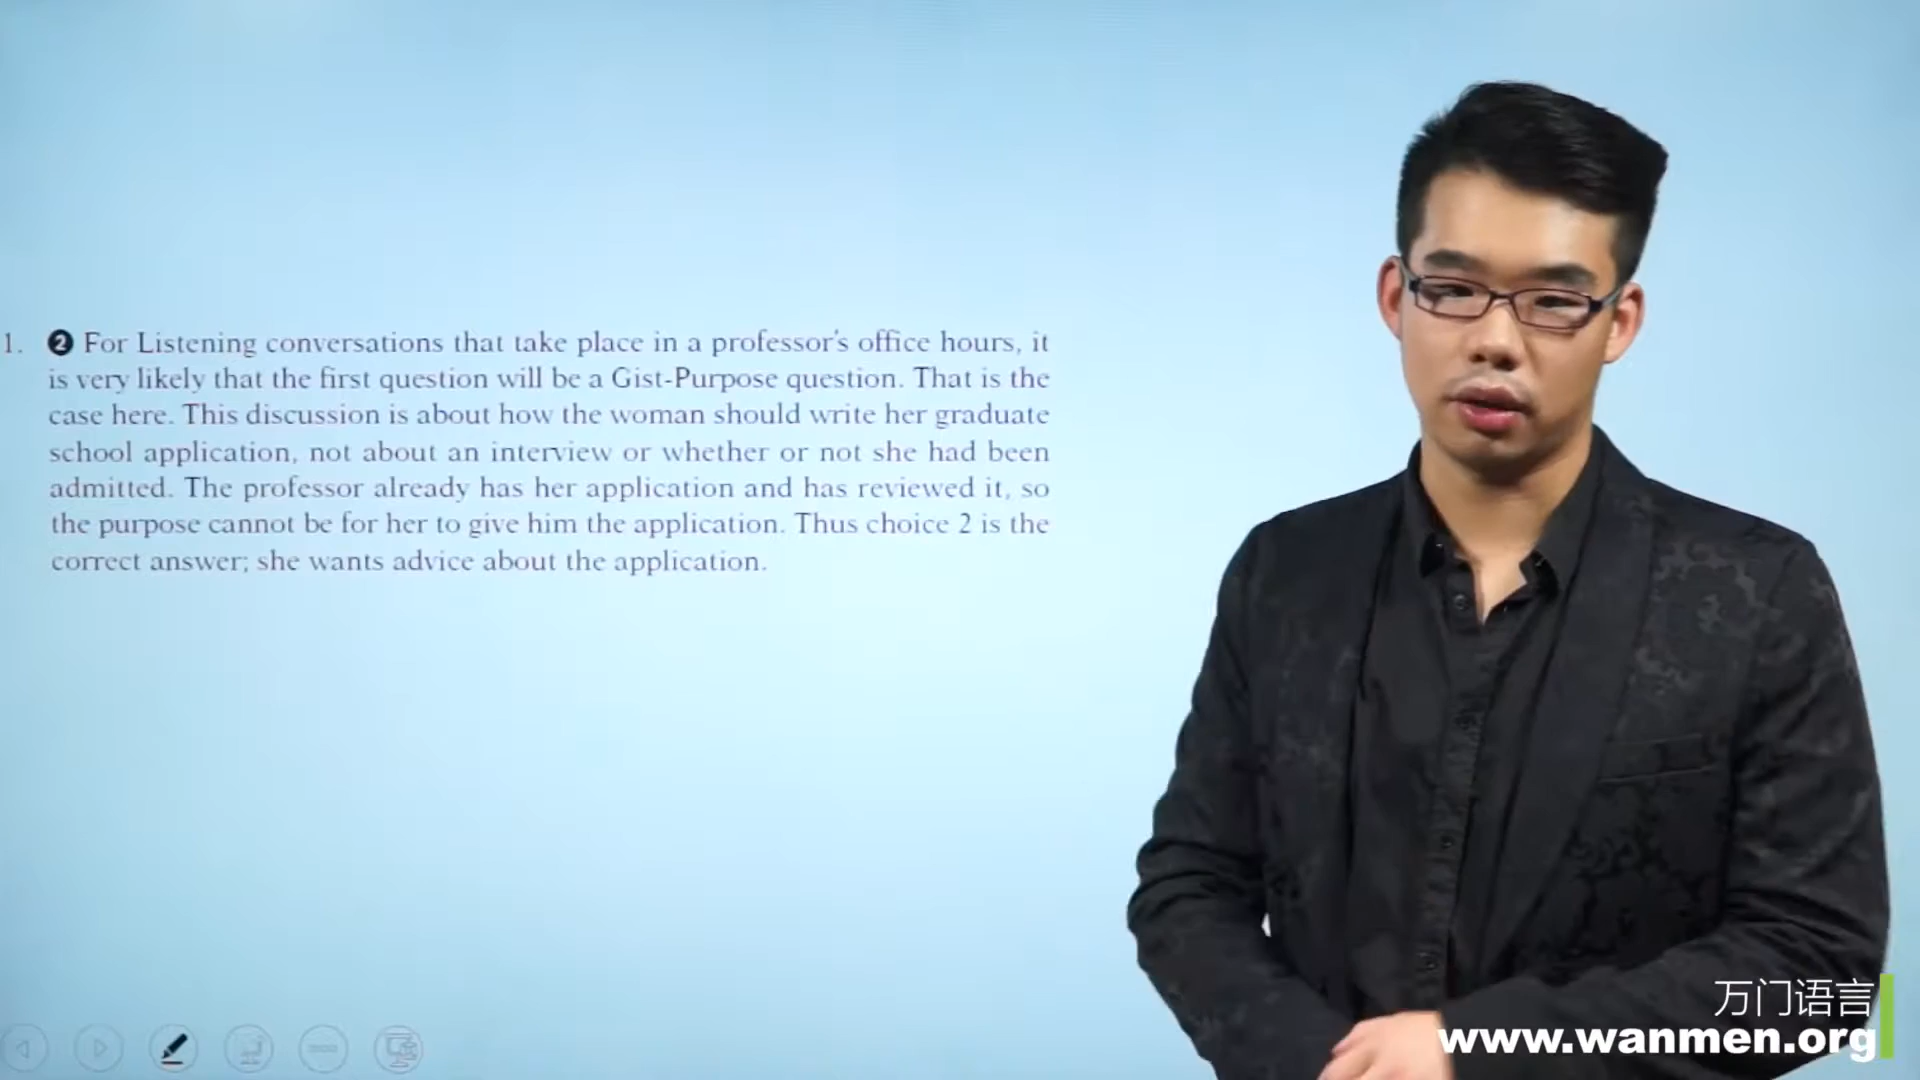 1. ❷ For Listening conversations that take place in a professor's office hours, it
is very likely that the first question will be a Gist-Purpose question. That is the
case here. This discussion is about how the woman should write her graduate
school application, not about an interview or whether or not she had been
admitted. The professor already has her application and has reviewed it, so
the purpose cannot be for her to give him the application. Thus choice 2 is the
correct answer; she wants advice about the application.
万门语言
www.wanmen.org